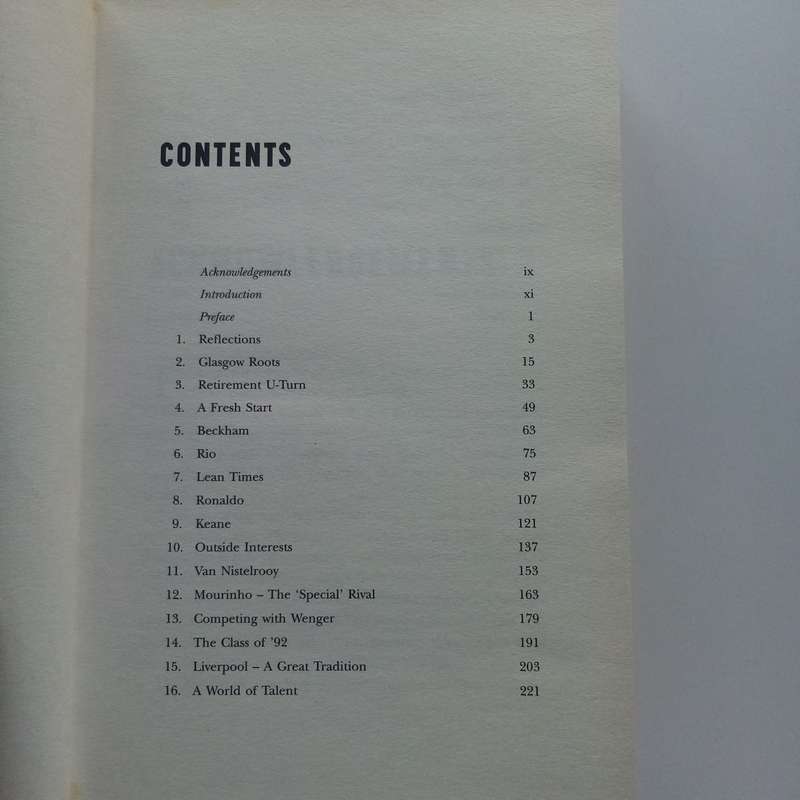 CONTENTS
Acknowledgements ix
Introduction xi
Preface 1
1. Reflections 3
2. Glasgow Roots 15
3. Retirement U-Turn 33
4. A Fresh Start 49
5. Beckham 63
6. Rio 75
7. Lean Times 87
8. Ronaldo 107
9. Keane 121
10. Outside Interests 137
11. Van Nistelrooy 153
12. Mourinho – The ‘Special’ Rival 163
13. Competing with Wenger 179
14. The Class of ’92 191
15. Liverpool – A Great Tradition 203
16. A World of Talent 221